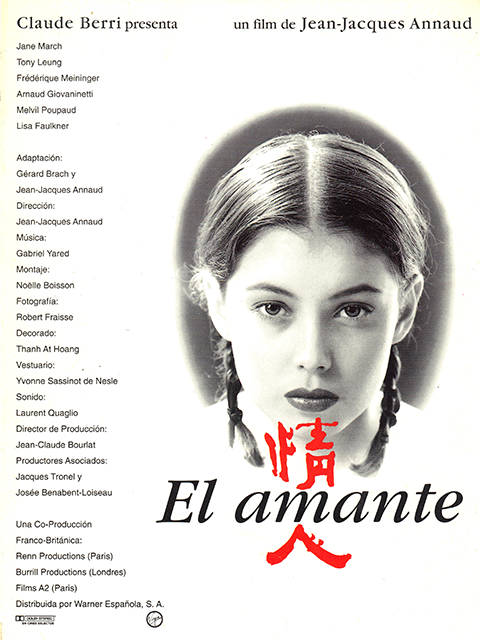 Claude Berri presenta
un film de Jean-Jacques Annaud
Jane March
Tony Leung
Frédérique Meininger
Arnaud Giovaninetti
Melvil Poupaud
Lisa Faulkner
Adaptación:
Gérard Brach y
Jean-Jacques Annaud
Dirección:
Jean-Jacques Annaud
Música:
Gabriel Yared
Montaje:
Noëlle Boisson
Fotografía:
Robert Fraisse
Decorado:
Thanh At Hoang
Vestuario:
Yvonne Sassinot de Nesle
Sonido:
Laurent Quaglio
Director de Producción:
Jean-Claude Bourlat
Productores Asociados:
Jacques Tronel y
Josée Benabent-Loiseau
情
El amante
人
Una Co-Producción
Franco-Británica:
Renn Productions (Paris)
Burrill Productions (Londres)
Films A2 (Paris)
Distribuida por Warner Española, S. A.
DOLBY STEREO
Virgin